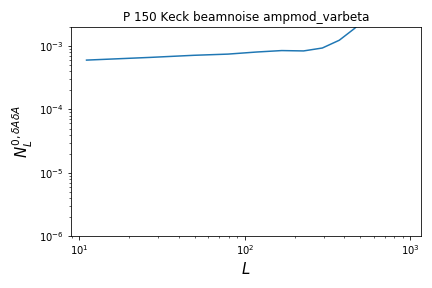 P 150 Keck beamnoise ampmod_varbeta
10⁻³
10⁻⁴
10⁻⁵
10⁻⁶
N_L^{0, δAδA}
10¹ 10² 10³
L